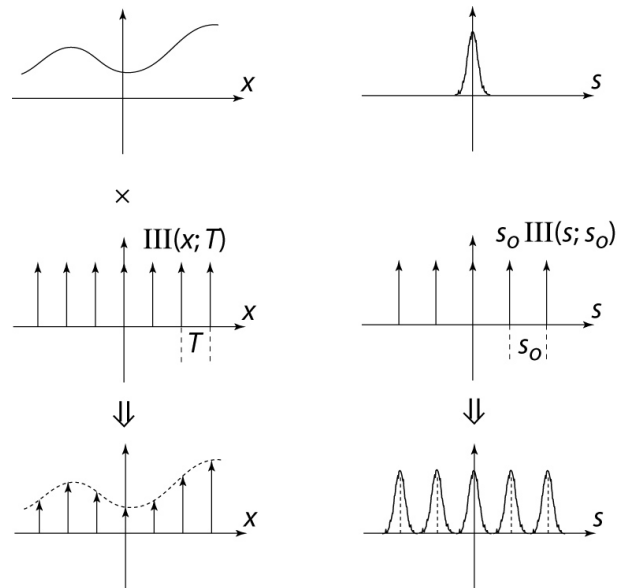 x
s
×
III(x; T)
x
T
s₀ III(s; s₀)
s
s₀
⇓
⇓
x
s